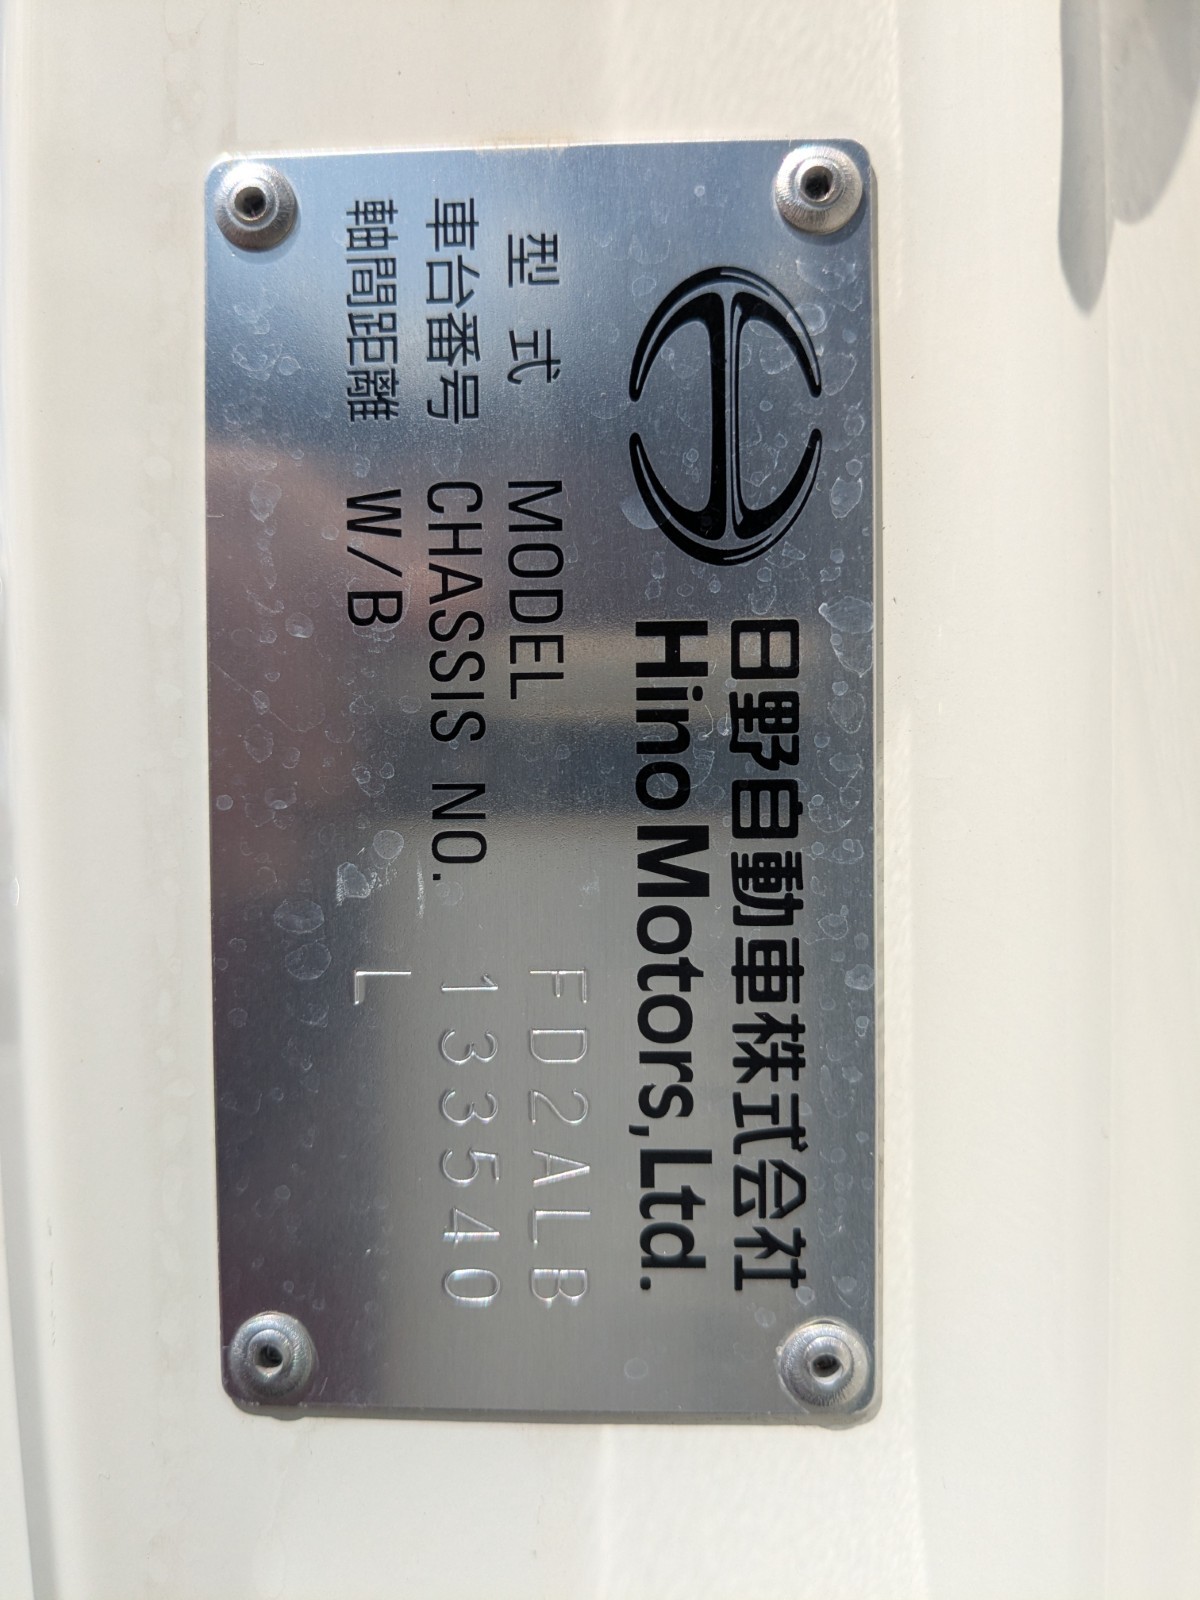 日野自動車株式会社
Hino Motors, Ltd.
型式 MODEL FD2ALB
車台番号 CHASSIS NO. 133540
軸間距離 W/B L